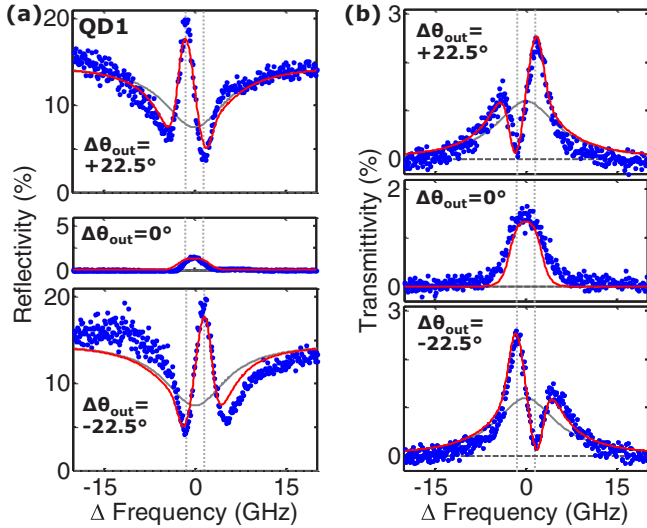 (a)
QD1
20
10
0
Δθout=
+22.5°
5
0
Δθout=0°
20
10
0
Δθout=
-22.5°
Reflectivity (%)
-15
0
15
Δ Frequency (GHz)
(b)
3
0
Δθout=
+22.5°
2
0
Δθout=0°
3
0
Δθout=
-22.5°
Transmittivity (%)
-15
0
15
Δ Frequency (GHz)